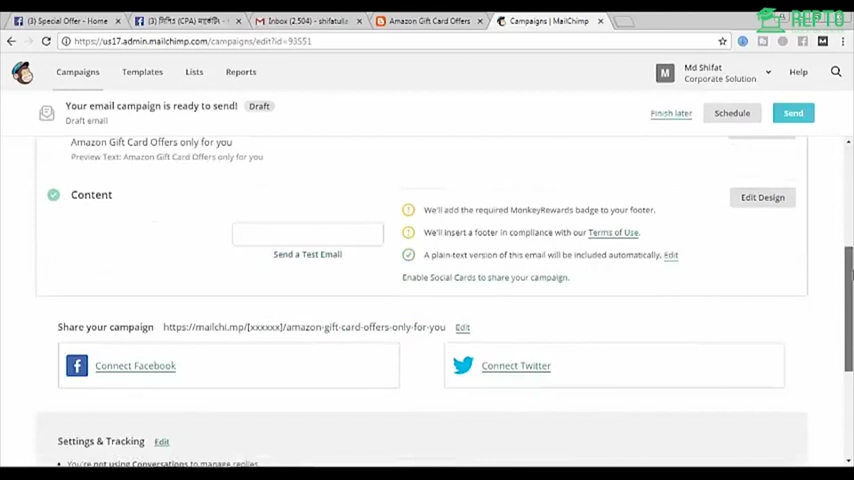 (3) Special Offer - Home
(3) সিপিএ (CPA) মার্কেটিং -
Inbox (2,504) - shifatulla
Amazon Gift Card Offers
Campaigns | MailChimp
REPTO
https://us17.admin.mailchimp.com/campaigns/edit?id=93551
Campaigns
Templates
Lists
Reports
M
Md Shifat
Corporate Solution
Help
Your email campaign is ready to send!
Draft
Draft email
Finish later
Schedule
Send
Amazon Gift Card Offers only for you
Preview Text: Amazon Gift Card Offers only for you
Content
Edit Design
We'll add the required MonkeyRewards badge to your footer.
We'll insert a footer in compliance with our Terms of Use.
Send a Test Email
A plain-text version of this email will be included automatically. Edit
Enable Social Cards to share your campaign.
Share your campaign https://mailchi.mp/[xxxxxx]/amazon-gift-card-offers-only-for-you Edit
Connect Facebook
Connect Twitter
Settings & Tracking Edit
You're not using Conversations to manage replies.